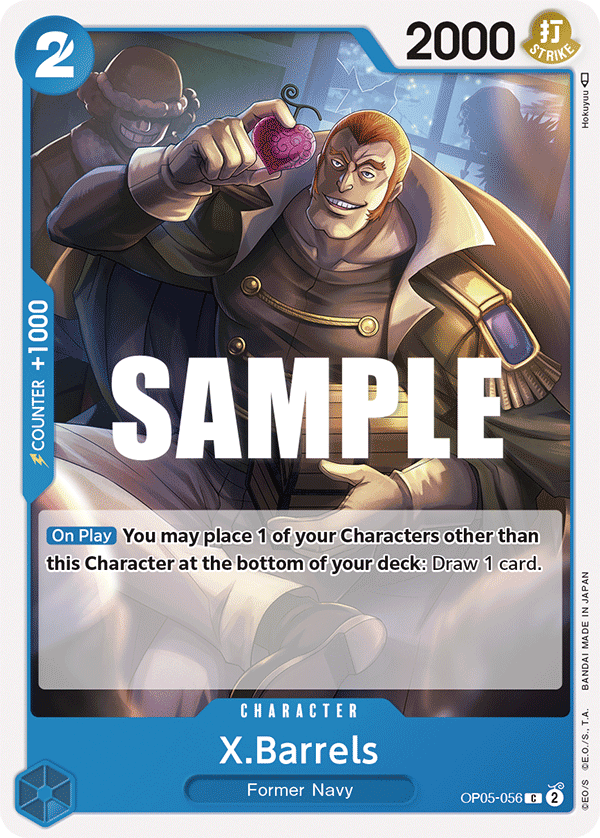 2
2000
打
STRIKE
Hokuyuu
COUNTER +1000
SAMPLE
On Play You may place 1 of your Characters other than
this Character at the bottom of your deck: Draw 1 card.
BANDAI MADE IN JAPAN
©EO/S ©E.O./S., T.A.
CHARACTER
X.Barrels
Former Navy
OP05-056 C 2